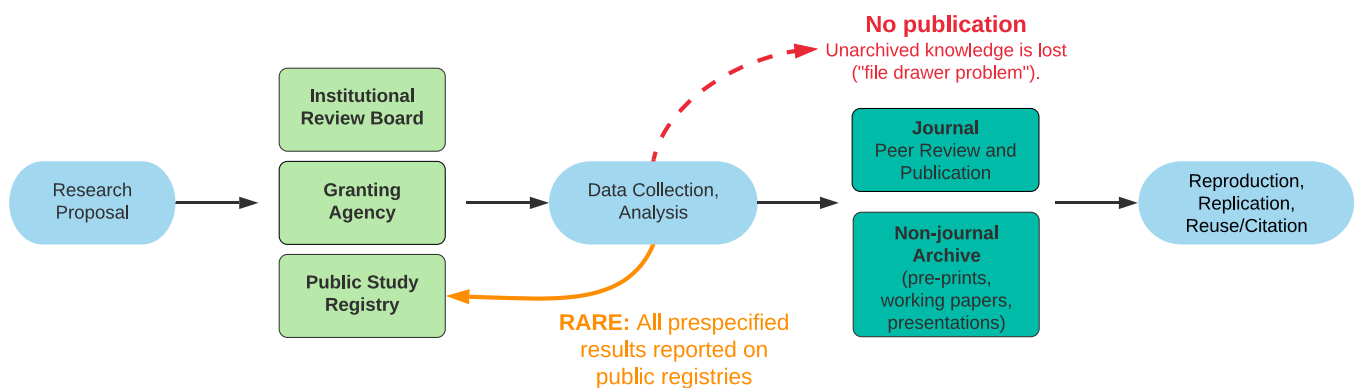 Research
Proposal
Institutional
Review Board
Granting
Agency
Public Study
Registry
Data Collection,
Analysis
No publication
Unarchived knowledge is lost
("file drawer problem").
RARE: All prespecified
results reported on
public registries
Journal
Peer Review and
Publication
Non-journal
Archive
(pre-prints,
working papers,
presentations)
Reproduction,
Replication,
Reuse/Citation